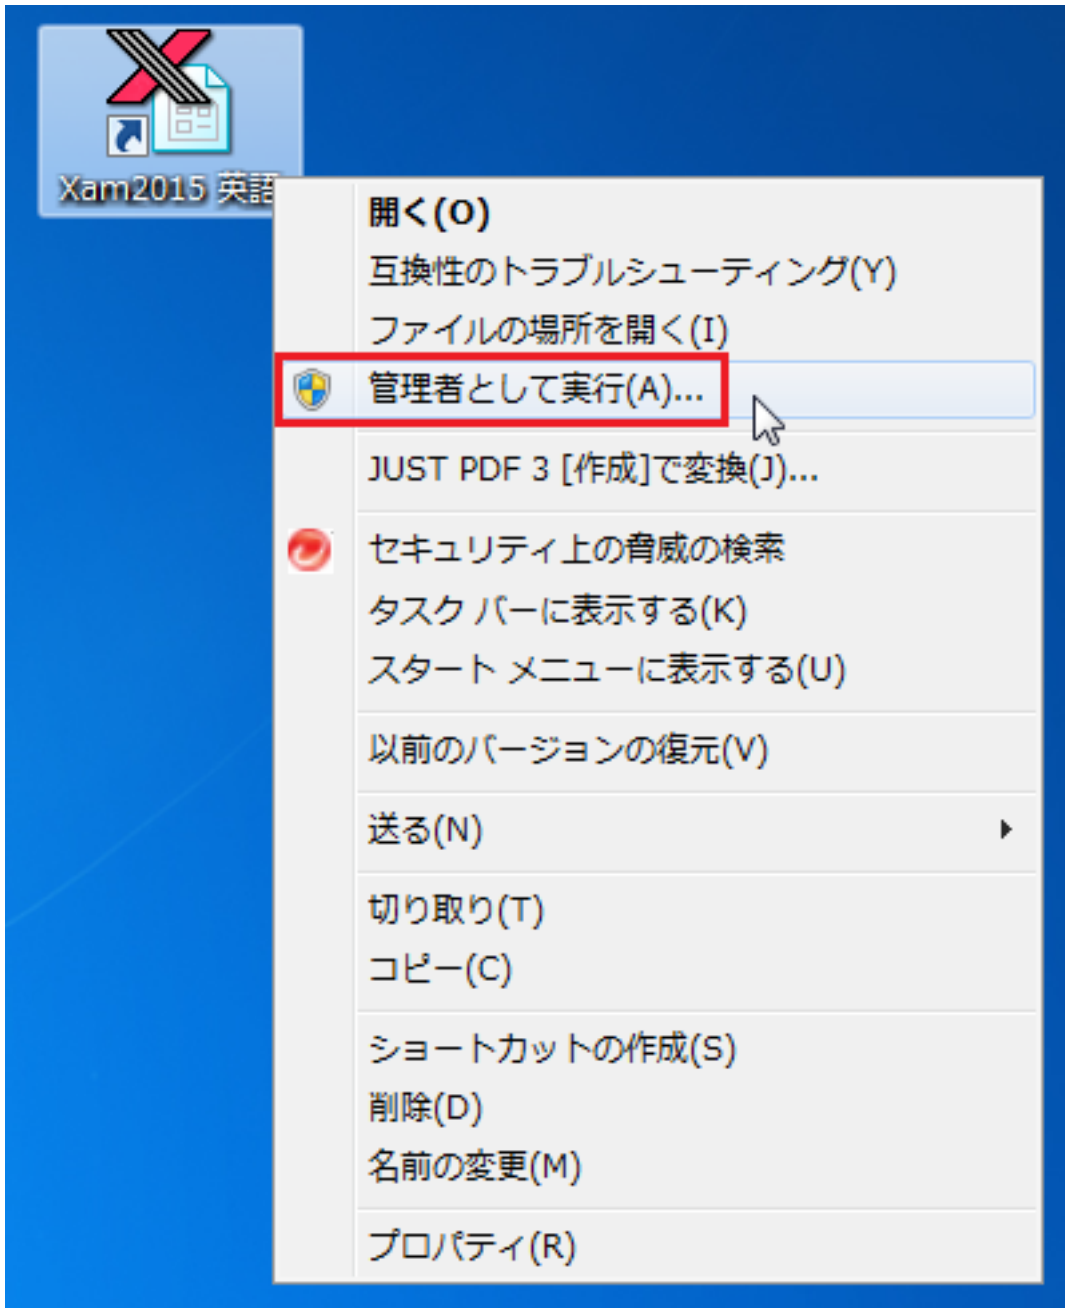 Xam2015 英語
開く(O)
互換性のトラブルシューティング(Y)
ファイルの場所を開く(I)
管理者として実行(A)...
JUST PDF 3 [作成]で変換(J)...
セキュリティ上の脅威の検索
タスク バーに表示する(K)
スタート メニューに表示する(U)
以前のバージョンの復元(V)
送る(N)
切り取り(T)
コピー(C)
ショートカットの作成(S)
削除(D)
名前の変更(M)
プロパティ(R)